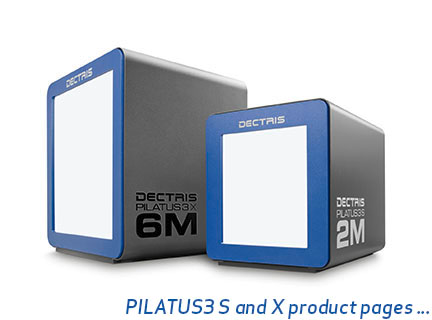 DECTRIS
DECTRIS
PILATUS3 X
6M
DECTRIS
PILATUS3 S
2M
PILATUS3 S and X product pages ...